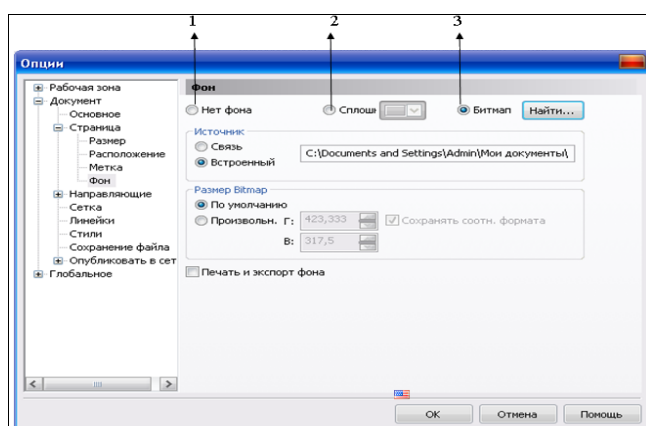 1 2 3
Опции
Рабочая зона
Документ
Основное
Страница
Размер
Расположение
Метка
Фон
Направляющие
Сетка
Линейки
Стили
Сохранение файла
Опубликовать в сет
Глобальное
Фон
Нет фона Сплошн Битмап Найти...
Источник
Связь
Встроенный C:\Documents and Settings\Admin\Мои документы\
Размер Bitmap
По умолчанию
Произвольн. Г: 423,333 Сохранять соотн. формата
В: 317,5
Печать и экспорт фона
OK Отмена Помощь